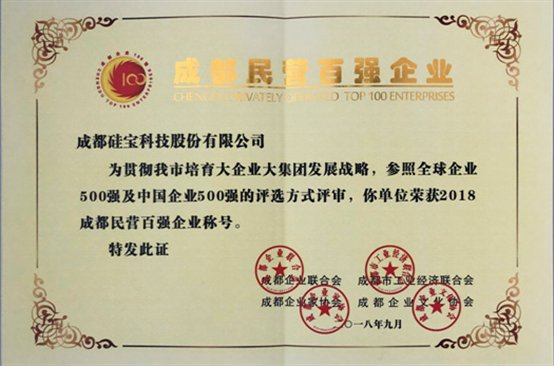 100
TOP 100 ENTERPRISES
成都民营百强企业
CHENGDU PRIVATELY OPERATED TOP 100 ENTERPRISES
成都硅宝科技股份有限公司
为贯彻我市培育大企业大集团发展战略，参照全球企业
500强及中国企业500强的评选方式评审，你单位荣获2018
成都民营百强企业称号。
特发此证
成都企业联合会 成都市工业经济联合会
成都企业家协会 成都企业文化协会
二〇一八年九月